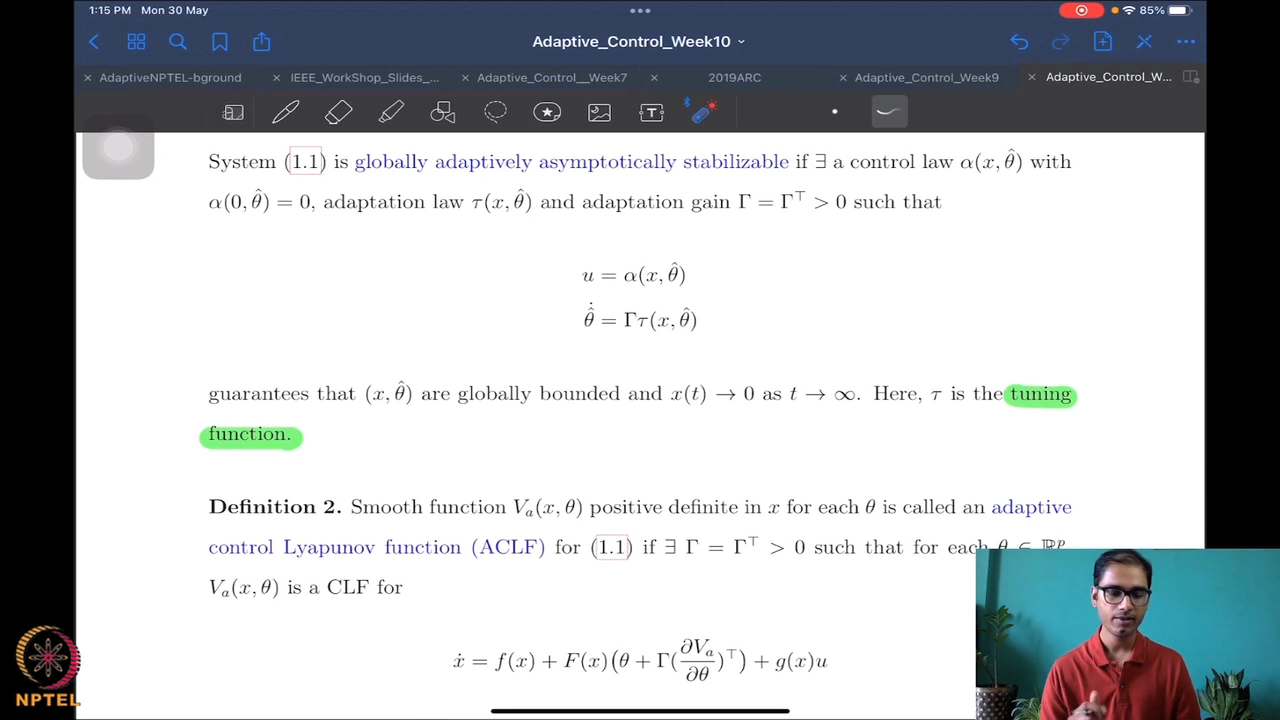 1:15 PM Mon 30 May
85%
Adaptive_Control_Week10
AdaptiveNPTEL-bground
IEEE_WorkShop_Slides_...
Adaptive_Control__Week7
2019ARC
Adaptive_Control_Week9
Adaptive_Control_W...
System (1.1) is globally adaptively asymptotically stabilizable if ∃ a control law α(x, θ̂) with
α(0, θ̂) = 0, adaptation law τ(x, θ̂) and adaptation gain Γ = Γ⊤ > 0 such that
u = α(x, θ̂)
θ̂̇ = Γτ(x, θ̂)
guarantees that (x, θ̂) are globally bounded and x(t) → 0 as t → ∞. Here, τ is the tuning
function.
Definition 2. Smooth function Vₐ(x, θ) positive definite in x for each θ is called an adaptive
control Lyapunov function (ACLF) for (1.1) if ∃ Γ = Γ⊤ > 0 such that for each θ ∈ ℝᵖ
Vₐ(x, θ) is a CLF for
ẋ = f(x) + F(x)(θ + Γ(∂Vₐ/∂θ)⊤) + g(x)u
NPTEL